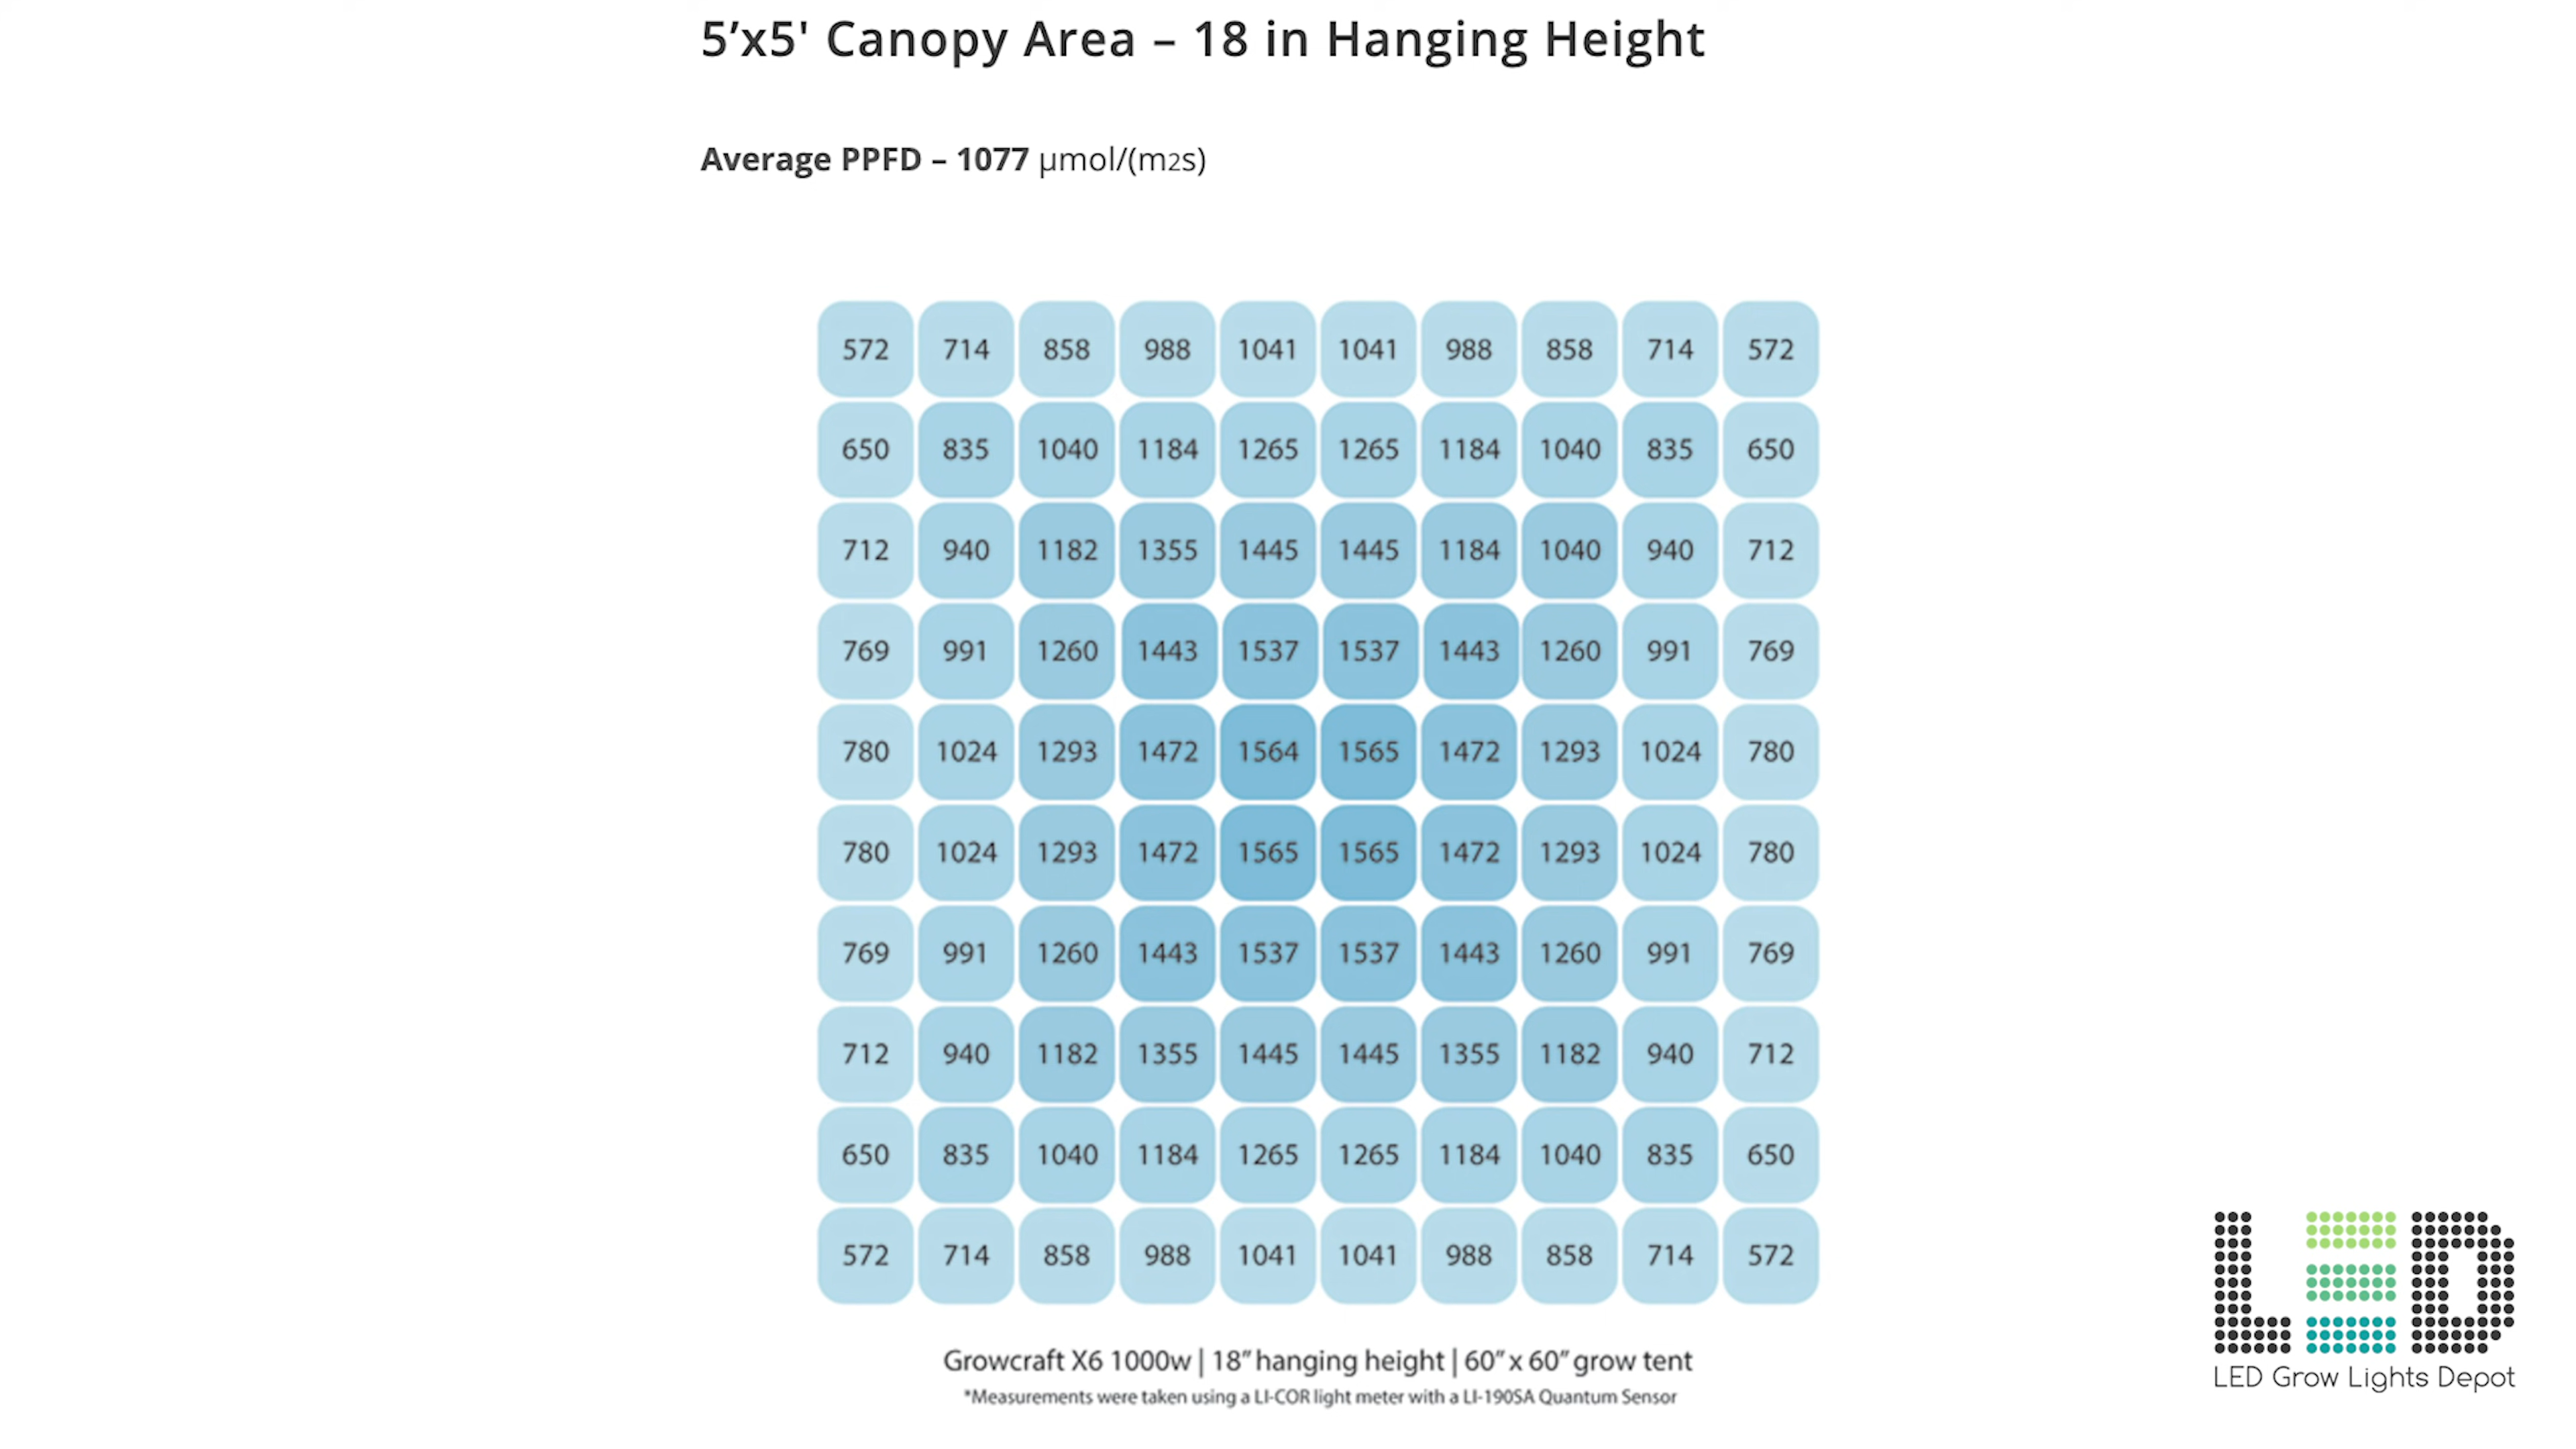 5’x5' Canopy Area – 18 in Hanging Height
Average PPFD – 1077 µmol/(m2s)
572 714 858 988 1041 1041 988 858 714 572
650 835 1040 1184 1265 1265 1184 1040 835 650
712 940 1182 1355 1445 1445 1184 1040 940 712
769 991 1260 1443 1537 1537 1443 1260 991 769
780 1024 1293 1472 1564 1565 1472 1293 1024 780
780 1024 1293 1472 1565 1565 1472 1293 1024 780
769 991 1260 1443 1537 1537 1443 1260 991 769
712 940 1182 1355 1445 1445 1355 1182 940 712
650 835 1040 1184 1265 1265 1184 1040 835 650
572 714 858 988 1041 1041 988 858 714 572
Growcraft X6 1000w | 18” hanging height | 60” x 60” grow tent
*Measurements were taken using a LI-COR light meter with a LI-190SA Quantum Sensor
LED
LED Grow Lights Depot